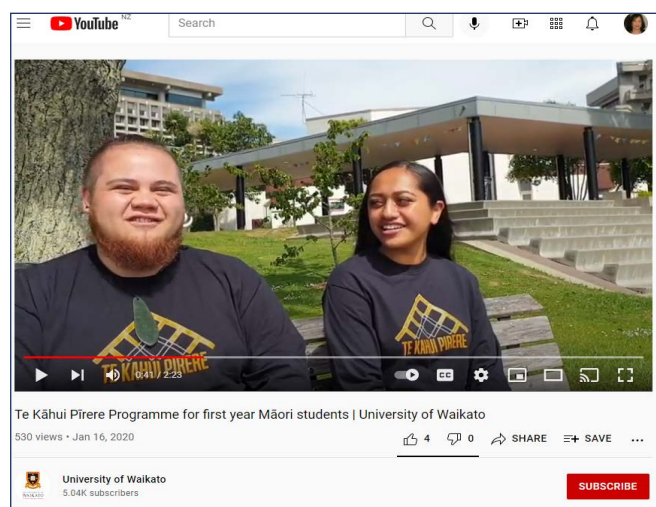 YouTube NZ
Search
TE KĀHUI PĪRERE
TE KĀHUI PĪRERE
0:41 / 2:23
CC
Te Kāhui Pīrere Programme for first year Māori students | University of Waikato
530 views • Jan 16, 2020
4
0
SHARE
SAVE
...
WAIKATO
University of Waikato
5.04K subscribers
SUBSCRIBE